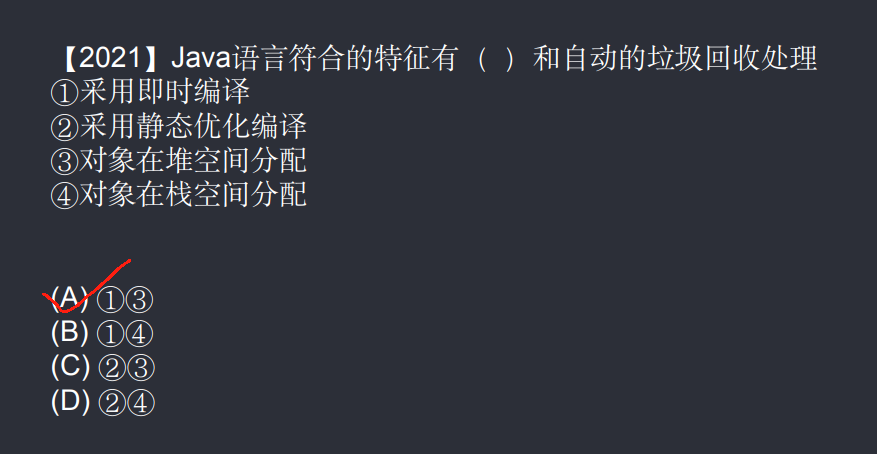 【2021】Java语言符合的特征有（ ）和自动的垃圾回收处理
①采用即时编译
②采用静态优化编译
③对象在堆空间分配
④对象在栈空间分配
(A) ①③
(B) ①④
(C) ②③
(D) ②④